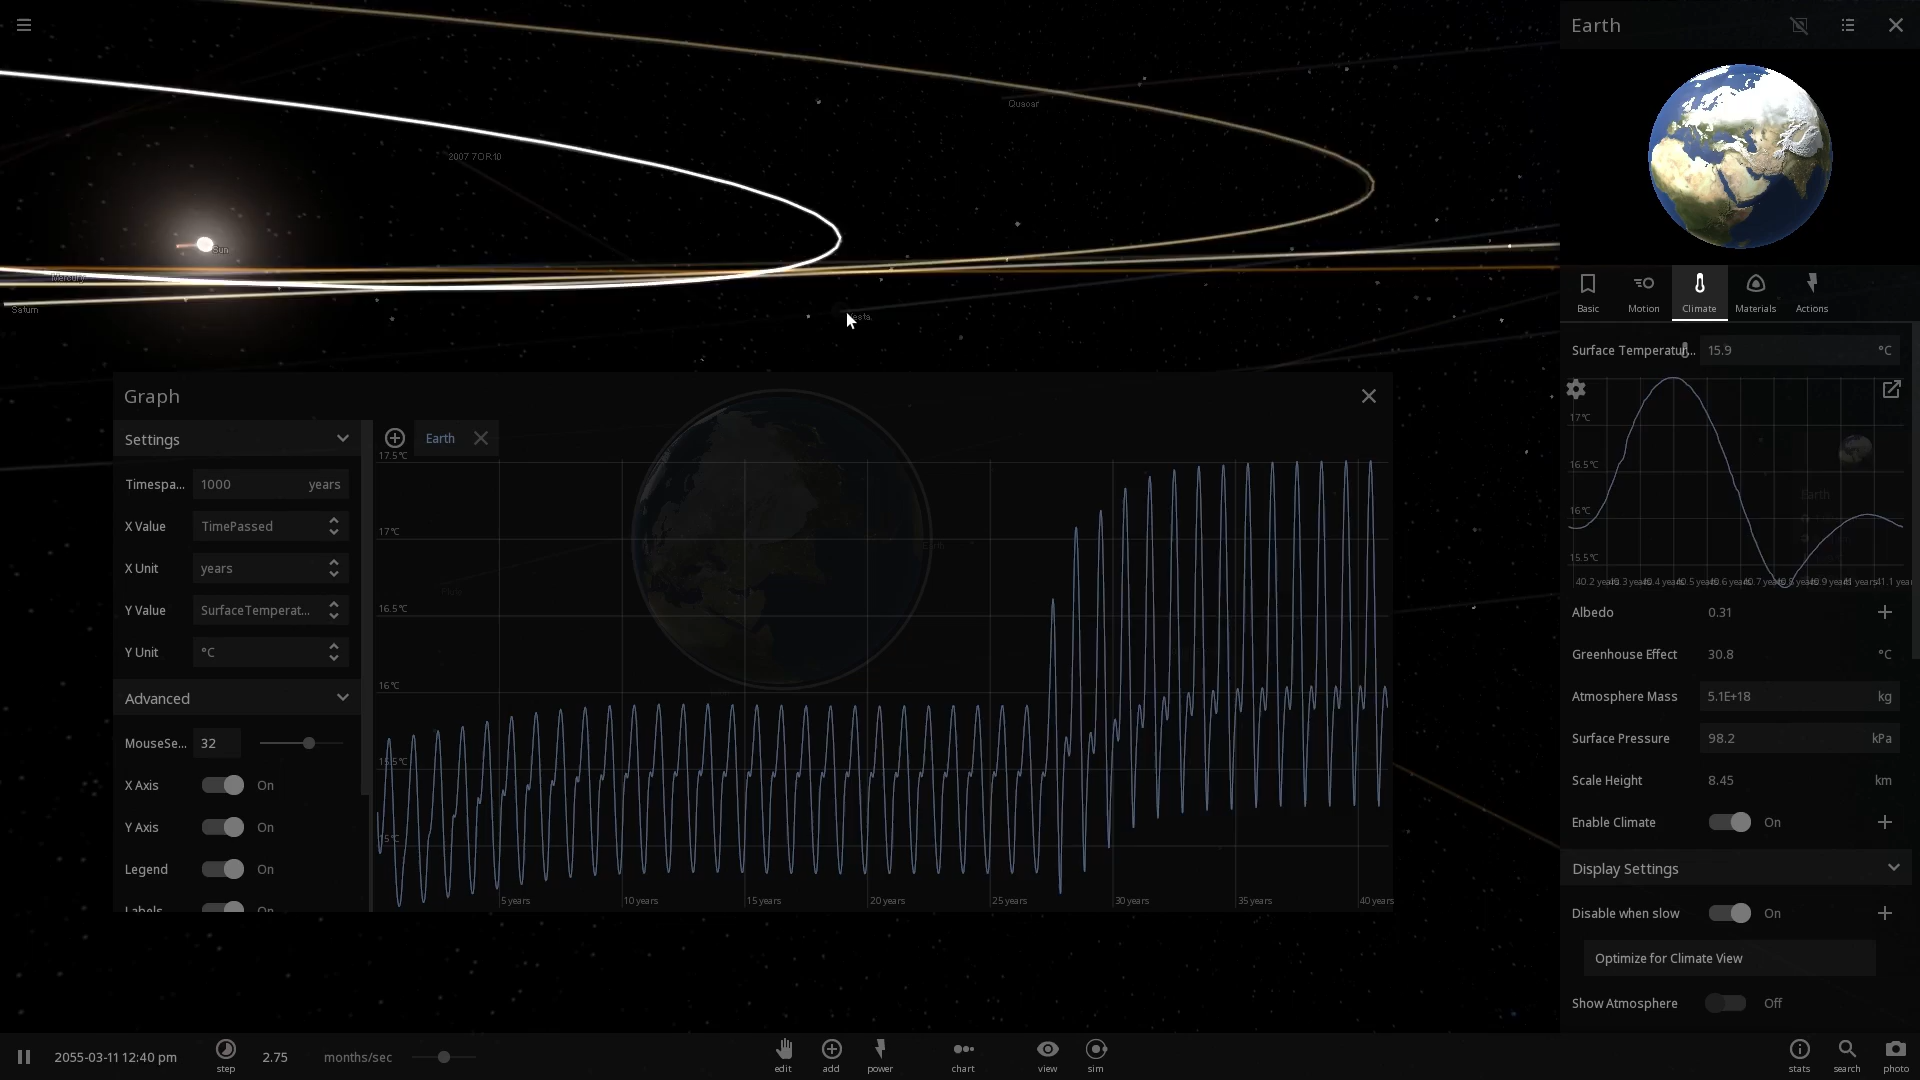 Earth
Quaoar
2007 7OR10
Sun
Mercury
Saturn
Basic
Motion
Climate
Materials
Actions
Surface Temperatur... 15.9 °C
17°C
16.5°C
16°C
15.5°C
Earth
Albedo 0.31
Greenhouse Effect 30.8 °C
Atmosphere Mass 5.1E+18 kg
Surface Pressure 98.2 kPa
Scale Height 8.45 km
Enable Climate On
Display Settings
Disable when slow On
Optimize for Climate View
Show Atmosphere Off
Graph
Settings
Timespa... 1000 years
X Value TimePassed
X Unit years
Y Value SurfaceTemperat...
Y Unit °C
Advanced
MouseSe... 32
X Axis On
Y Axis On
Legend On
Labels On
Earth
17.5°C
17°C
16.5°C
16°C
15.5°C
15°C
5 years
10 years
15 years
20 years
25 years
30 years
35 years
40 years
2055-03-11 12:40 pm
step
2.75 months/sec
edit
add
power
chart
view
sim
stats
search
photo